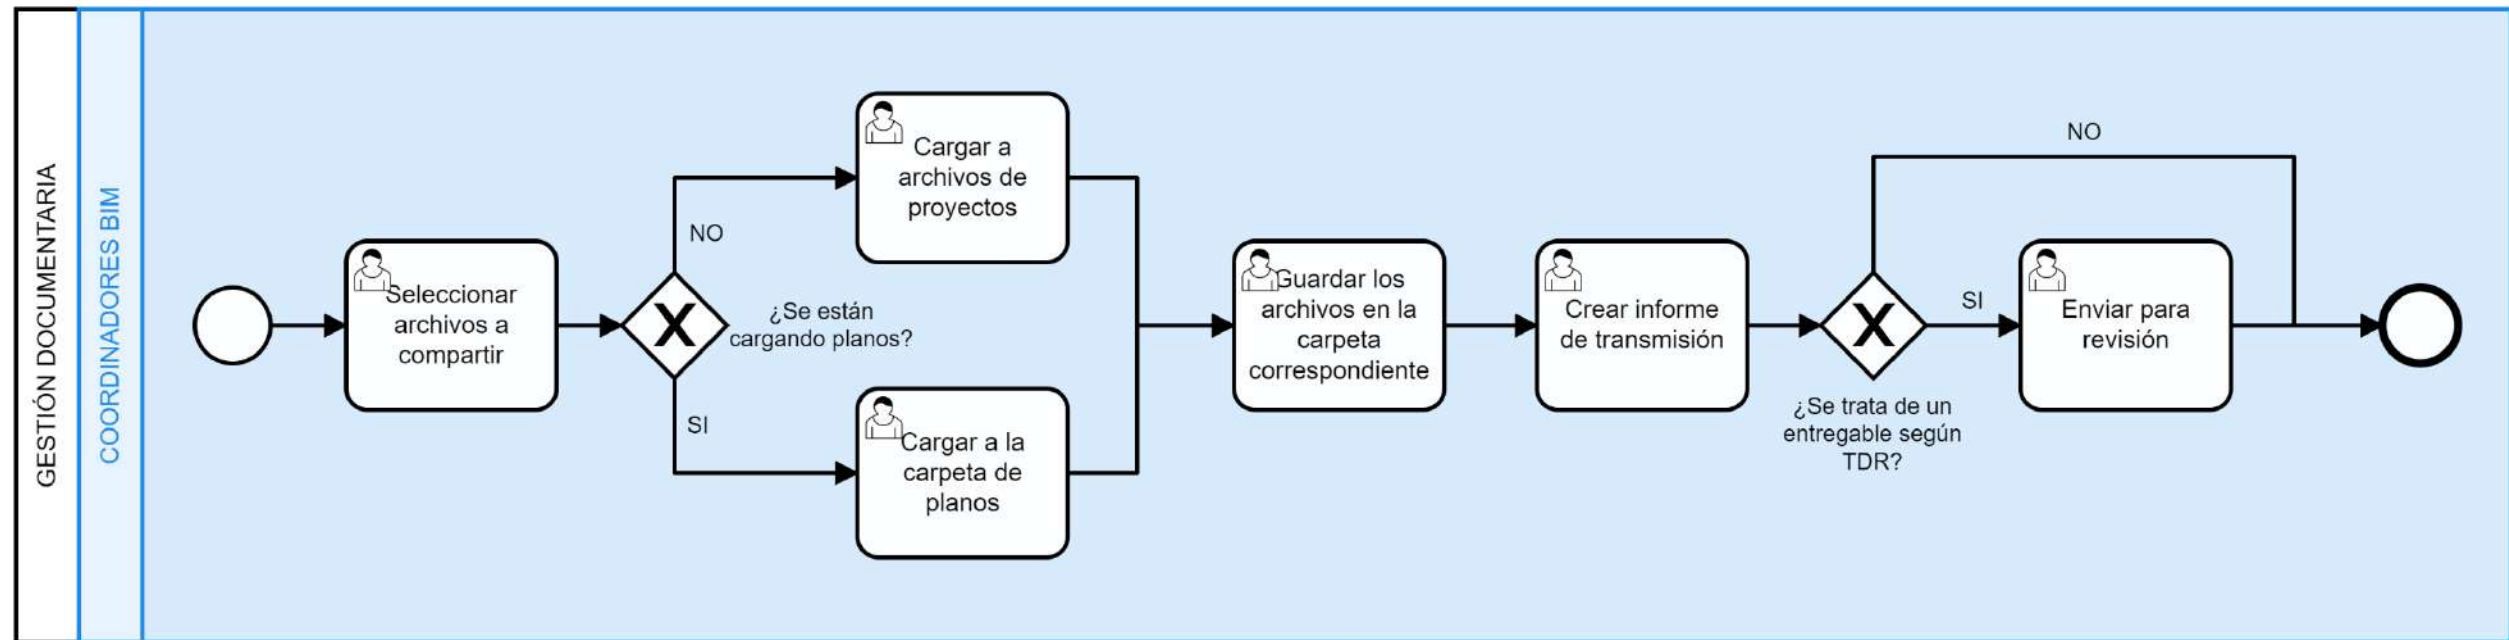 GESTIÓN DOCUMENTARIA
COORDINADORES BIM
Seleccionar
archivos a
compartir
NO
SI
¿Se están
cargando planos?
Cargar a
archivos de
proyectos
Cargar a la
carpeta de
planos
Guardar los
archivos en la
carpeta
correspondiente
Crear informe
de transmisión
¿Se trata de un
entregable según
TDR?
NO
SI
Enviar para
revisión